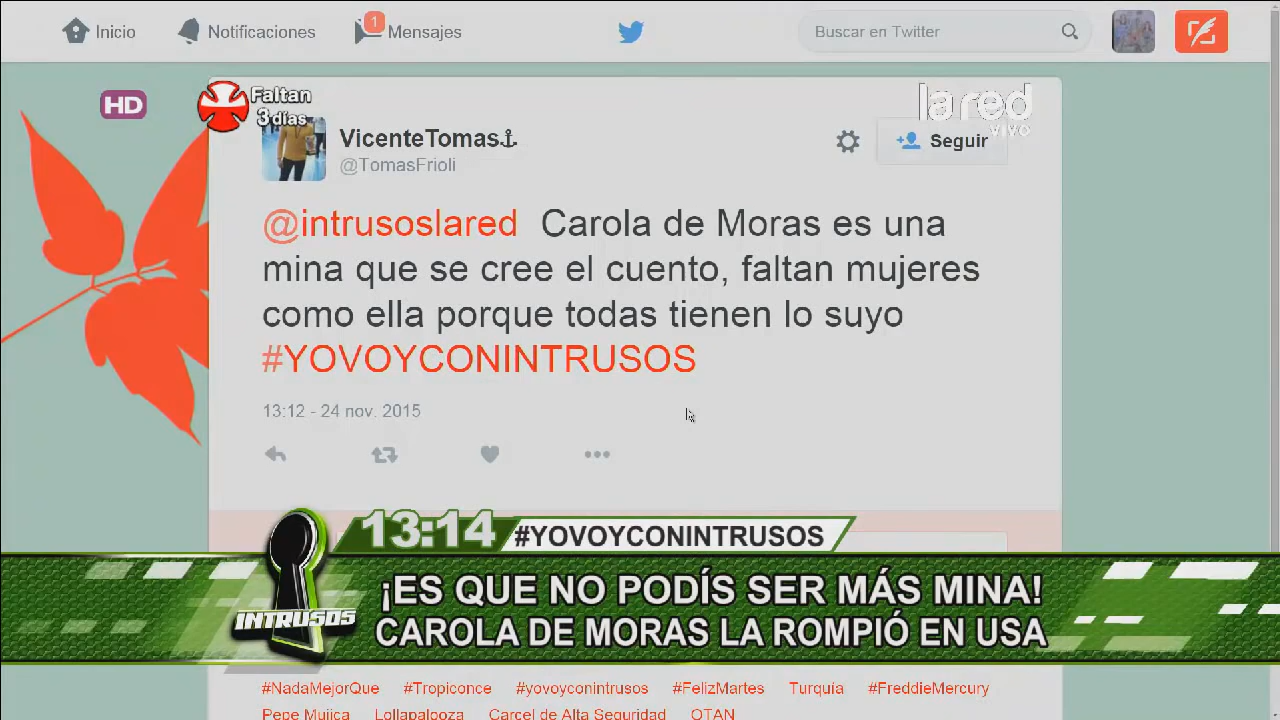 Inicio
Notificaciones
1
Mensajes
Buscar en Twitter
HD
Faltan
3 días
la red
VIVO
VicenteTomas
@TomasFrioli
Seguir
@intrusoslared Carola de Moras es una
mina que se cree el cuento, faltan mujeres
como ella porque todas tienen lo suyo
#YOVOYCONINTRUSOS
13:12 - 24 nov. 2015
13:14
#YOVOYCONINTRUSOS
INTRUSOS
¡ES QUE NO PODÍS SER MÁS MINA!
CAROLA DE MORAS LA ROMPIÓ EN USA
#NadaMejorQue #Tropiconce #yovoyconintrusos #FelizMartes Turquía #FreddieMercury
Pepe Mujica Lollapalooza Carcel de Alta Seguridad OTAN